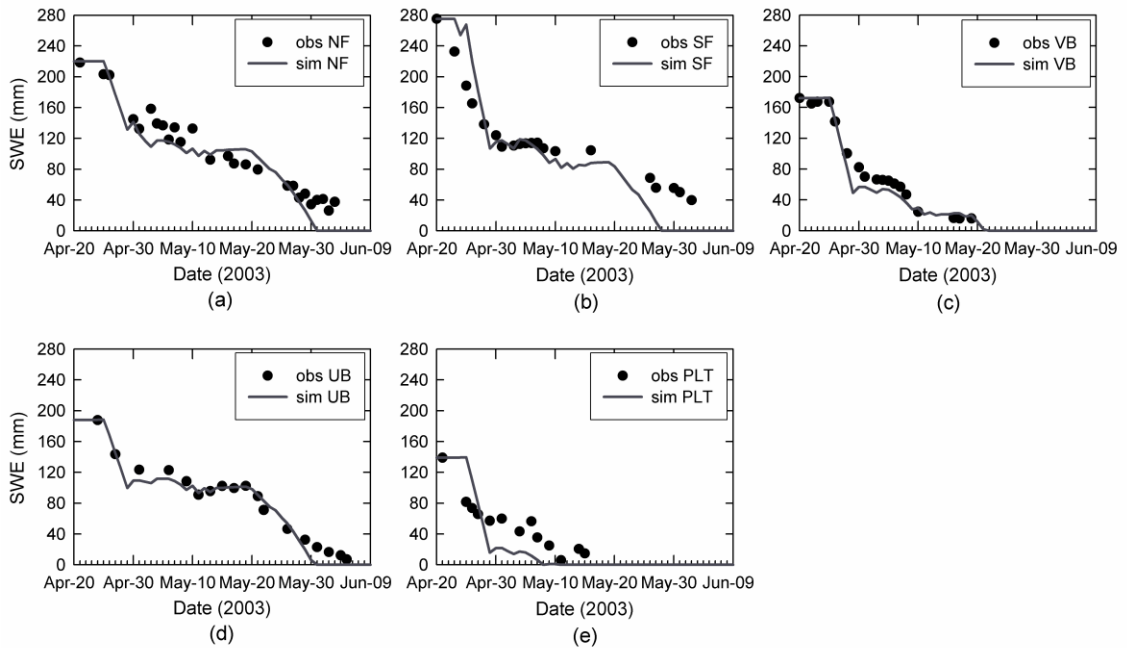 280
240
200
160
120
80
40
0
SWE (mm)
obs NF
sim NF
Apr-20 Apr-30 May-10 May-20 May-30 Jun-09
Date (2003)
(a)
280
240
200
160
120
80
40
0
obs SF
sim SF
Apr-20 Apr-30 May-10 May-20 May-30 Jun-09
Date (2003)
(b)
280
240
200
160
120
80
40
0
obs VB
sim VB
Apr-20 Apr-30 May-10 May-20 May-30 Jun-09
Date (2003)
(c)
280
240
200
160
120
80
40
0
SWE (mm)
obs UB
sim UB
Apr-20 Apr-30 May-10 May-20 May-30 Jun-09
Date (2003)
(d)
280
240
200
160
120
80
40
0
obs PLT
sim PLT
Apr-20 Apr-30 May-10 May-20 May-30 Jun-09
Date (2003)
(e)